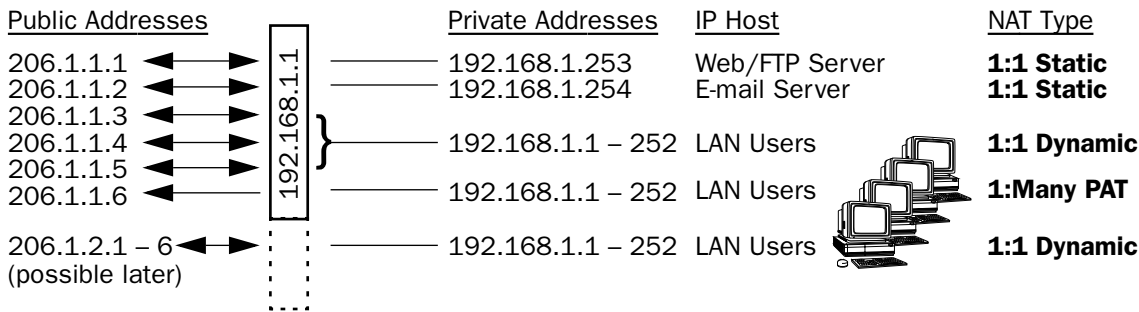 Public Addresses Private Addresses IP Host NAT Type
206.1.1.1 192.168.1.253 Web/FTP Server 1:1 Static
206.1.1.2 192.168.1.254 E-mail Server 1:1 Static
206.1.1.3
206.1.1.4 192.168.1.1 – 252 LAN Users 1:1 Dynamic
206.1.1.5
206.1.1.6 192.168.1.1 – 252 LAN Users 1:Many PAT
192.168.1.1
206.1.2.1 – 6 192.168.1.1 – 252 LAN Users 1:1 Dynamic
(possible later)